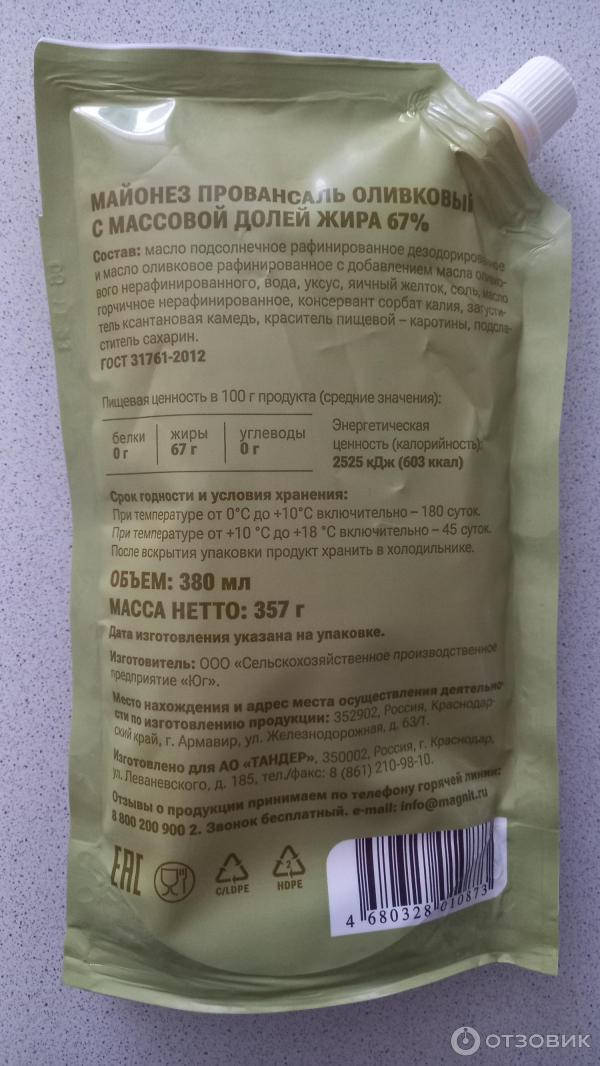 МАЙОНЕЗ ПРОВАНСАЛЬ ОЛИВКОВЫЙ
С МАССОВОЙ ДОЛЕЙ ЖИРА 67%
Состав: масло подсолнечное рафинированное дезодорированное
и масло оливковое рафинированное с добавлением масла оливко-
вого нерафинированного, вода, уксус, яичный желток, соль, масло
горчичное нерафинированное, консервант сорбат калия, загусти-
тель ксантановая камедь, краситель пищевой – каротины, подсла-
ститель сахарин.
ГОСТ 31761-2012
Пищевая ценность в 100 г продукта (средние значения):
белки жиры углеводы
0 г 67 г 0 г
Энергетическая
ценность (калорийность):
2525 кДж (603 ккал)
Срок годности и условия хранения:
При температуре от 0°С до +10°С включительно – 180 суток.
При температуре от +10 °С до +18 °С включительно – 45 суток.
После вскрытия упаковки продукт хранить в холодильнике.
ОБЪЕМ: 380 мл
МАССА НЕТТО: 357 г
Дата изготовления указана на упаковке.
Изготовитель: ООО «Сельскохозяйственное производственное
предприятие «Юг».
Место нахождения и адрес места осуществления деятельно-
сти по изготовлению продукции: 352902, Россия, Краснодар-
ский край, г. Армавир, ул. Железнодорожная, д. 63/1.
Изготовлено для АО «ТАНДЕР», 350002, Россия, г. Краснодар,
ул. Леваневского, д. 185, тел./факс: 8 (861) 210-98-10.
Отзывы о продукции принимаем по телефону горячей линии:
8 800 200 900 2. Звонок бесплатный. e-mail: info@magnit.ru
ЕАС
C/LDPE
2
HDPE
4 680328 010873
ОТЗОВИК